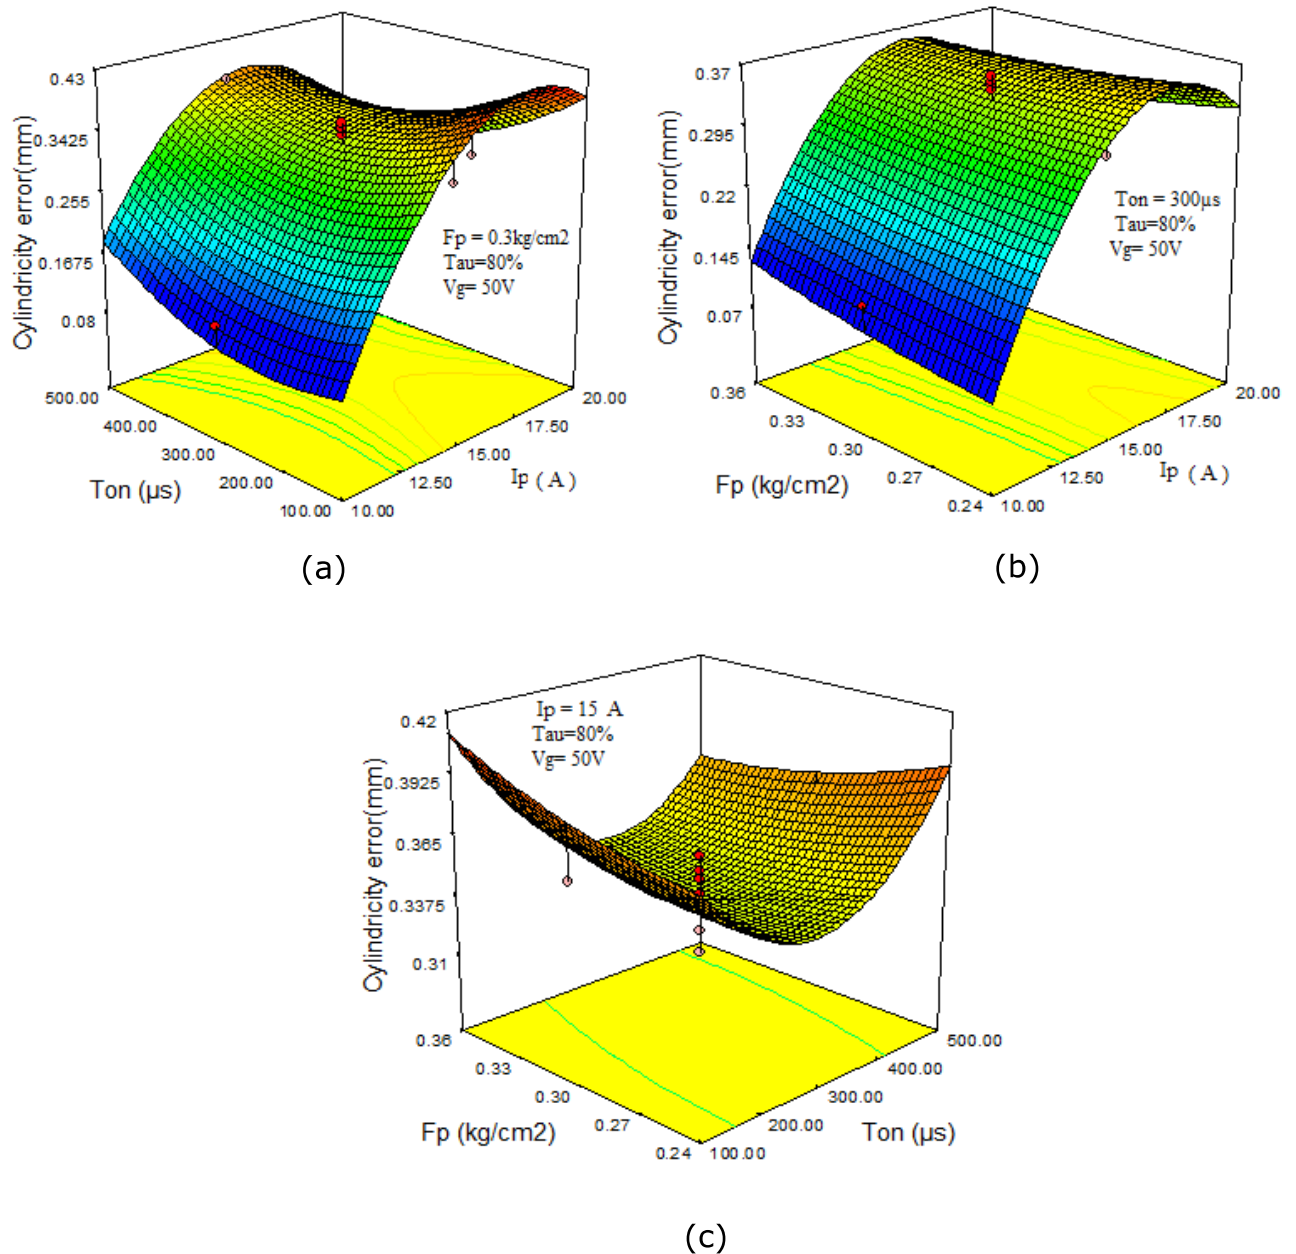 0.43
0.3425
0.255
0.1675
0.08
Cylindricity error(mm)
Fp = 0.3kg/cm2
Tau=80%
Vg= 50V
500.00
400.00
300.00
200.00
100.00
Ton (µs)
10.00
12.50
15.00
17.50
20.00
Ip ( A )
(a)
0.37
0.295
0.22
0.145
0.07
Cylindricity error(mm)
Ton = 300µs
Tau=80%
Vg= 50V
0.36
0.33
0.30
0.27
0.24
Fp (kg/cm2)
10.00
12.50
15.00
17.50
20.00
Ip ( A )
(b)
0.42
0.3925
0.365
0.3375
0.31
Cylindricity error(mm)
Ip = 15 A
Tau=80%
Vg= 50V
0.36
0.33
0.30
0.27
0.24
Fp (kg/cm2)
100.00
200.00
300.00
400.00
500.00
Ton (µs)
(c)